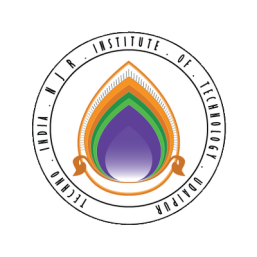 TECHNO . INDIA . N J R . INSTITUTE . OF . TECHNOLOGY . UDAIPUR